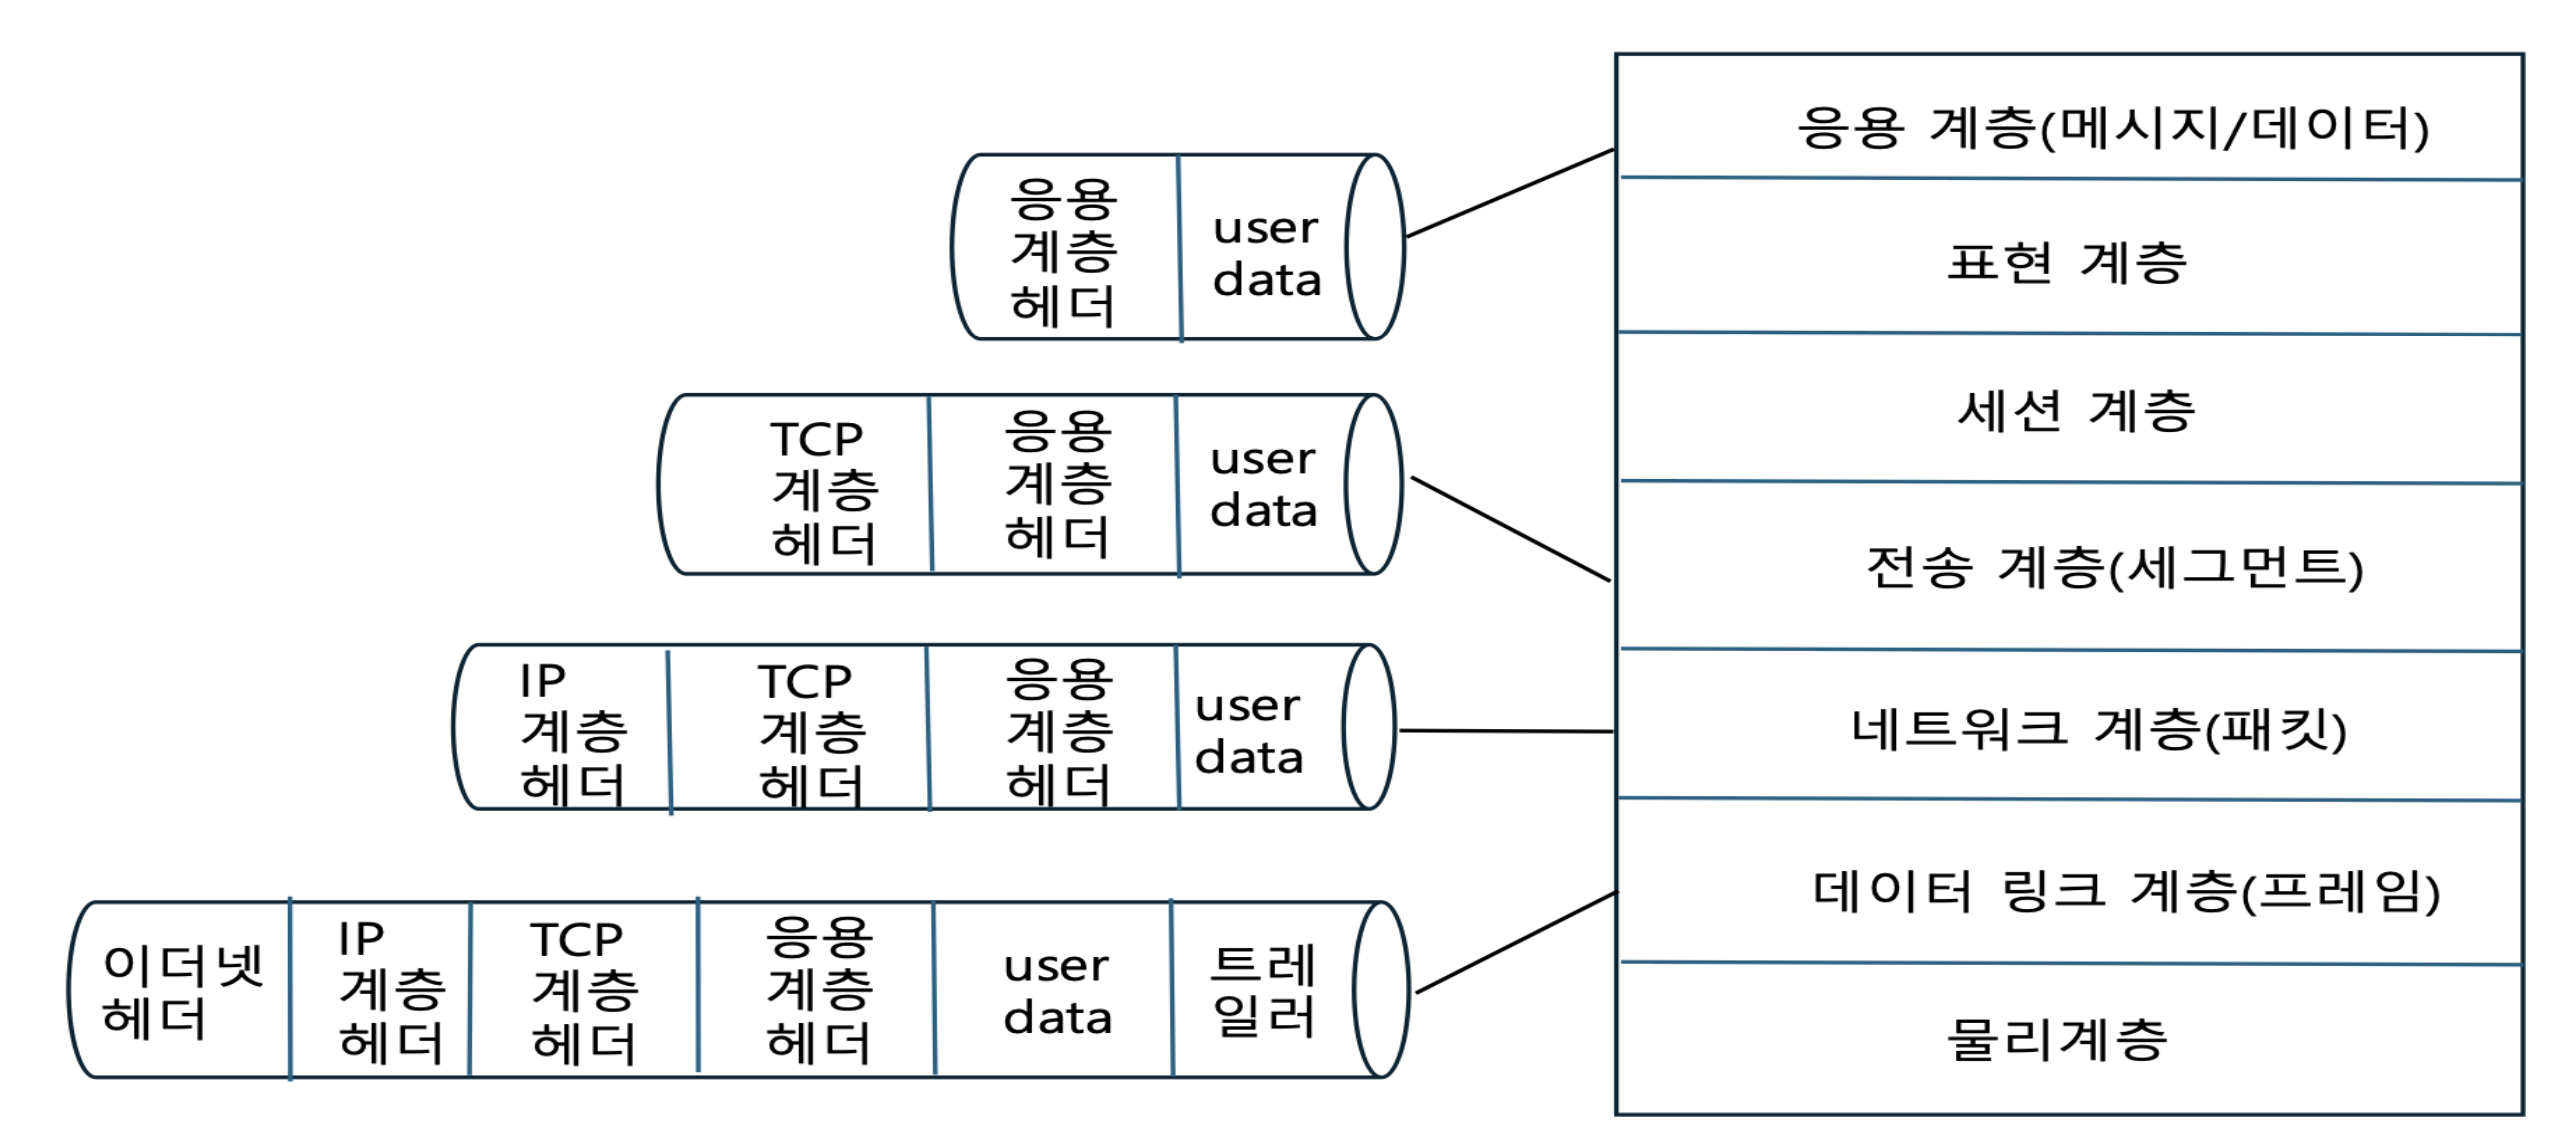 응용
계층
헤더
user
data
TCP
계층
헤더
응용
계층
헤더
user
data
IP
계층
헤더
TCP
계층
헤더
응용
계층
헤더
user
data
이더넷
헤더
IP
계층
헤더
TCP
계층
헤더
응용
계층
헤더
user
data
트레
일러
응용 계층(메시지/데이터)
표현 계층
세션 계층
전송 계층(세그먼트)
네트워크 계층(패킷)
데이터 링크 계층(프레임)
물리계층